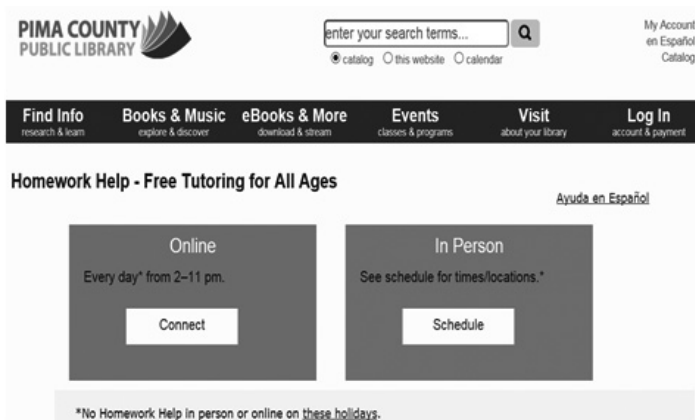 PIMA COUNTY
PUBLIC LIBRARY
enter your search terms...
catalog this website calendar
My Account
en Español
Catalog
Find Info Books & Music eBooks & More Events Visit Log In
research & learn explore & discover download & stream classes & programs about your library account & payment
Homework Help - Free Tutoring for All Ages
Ayuda en Español
Online
Every day* from 2–11 pm.
Connect
In Person
See schedule for times/locations.*
Schedule
*No Homework Help in person or online on these holidays.